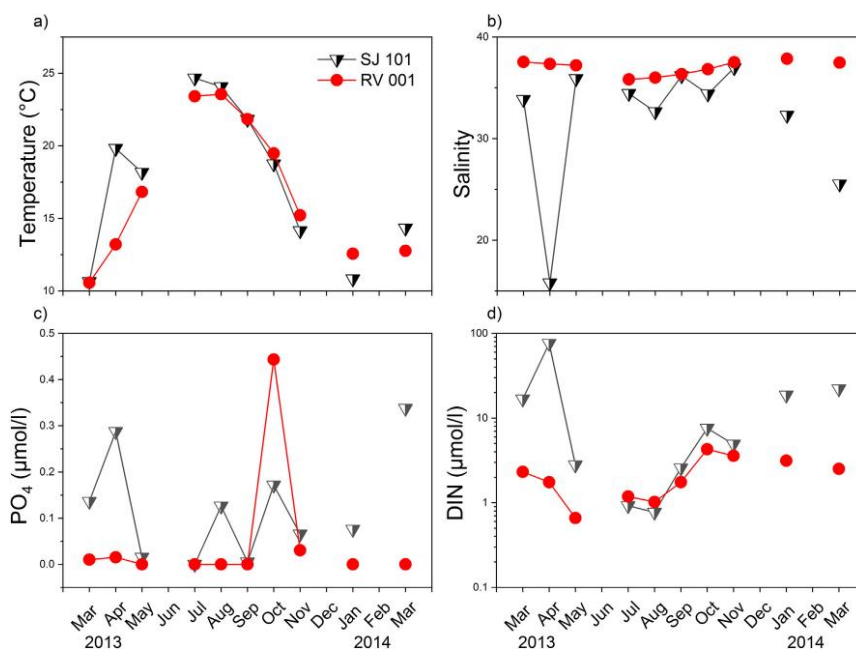 a)
b)
SJ 101
RV 001
Temperature (°C)
25
20
15
10
Salinity
40
30
20
c)
d)
PO₄ (µmol/l)
0.5
0.4
0.3
0.2
0.1
0.0
DIN (µmol/l)
100
10
1
0.1
Mar Apr May Jun Jul Aug Sep Oct Nov Dec Jan Feb Mar
2013 2014
Mar Apr May Jun Jul Aug Sep Oct Nov Dec Jan Feb Mar
2013 2014